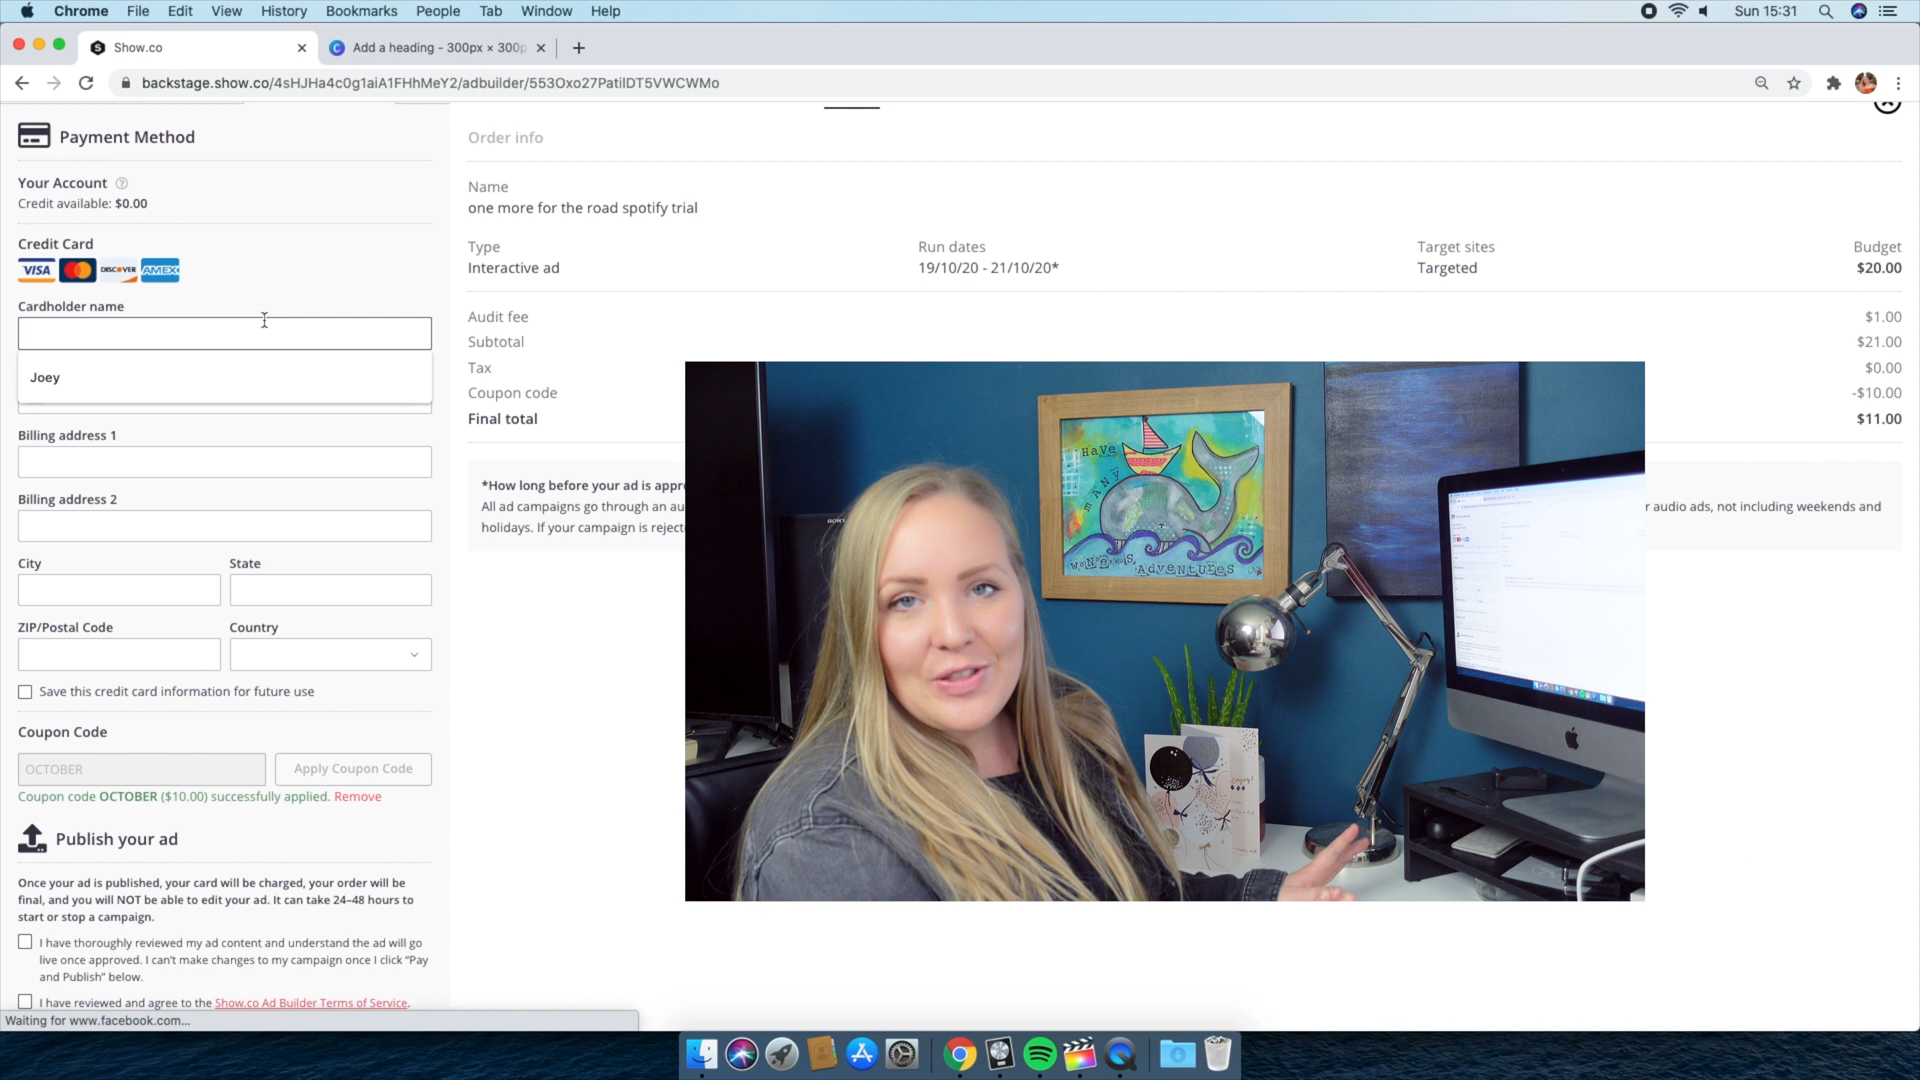 Chrome File Edit View History Bookmarks People Tab Window Help
Sun 15:31
Show.co
Add a heading - 300px × 300p
backstage.show.co/4sHJHa4c0g1aiA1FHhMeY2/adbuilder/553Oxo27PatilDT5VWCWMo
Payment Method
Your Account
Credit available: $0.00
Credit Card
VISA DISCOVER AMEX
Cardholder name
Joey
Billing address 1
Billing address 2
City State
ZIP/Postal Code Country
Save this credit card information for future use
Coupon Code
OCTOBER Apply Coupon Code
Coupon code OCTOBER ($10.00) successfully applied. Remove
Publish your ad
Once your ad is published, your card will be charged, your order will be
final, and you will NOT be able to edit your ad. It can take 24–48 hours to
start or stop a campaign.
I have thoroughly reviewed my ad content and understand the ad will go
live once approved. I can't make changes to my campaign once I click "Pay
and Publish" below.
I have reviewed and agree to the Show.co Ad Builder Terms of Service.
Waiting for www.facebook.com...
Order info
Name
one more for the road spotify trial
Type Run dates Target sites Budget
Interactive ad 19/10/20 - 21/10/20* Targeted $20.00
Audit fee $1.00
Subtotal $21.00
Tax $0.00
Coupon code -$10.00
Final total $11.00
*How long before your ad is appr
All ad campaigns go through an au
r audio ads, not including weekends and
holidays. If your campaign is reject
SONY
HAVE
MANY
WONDEROUS ADVENTURES